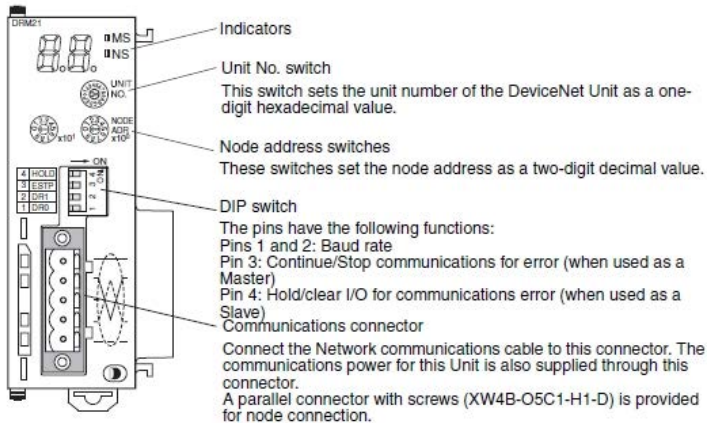 DRM21
MS
NS
UNIT
NO.
NODE
ADR
x10¹
x10⁰
→ ON
4 HOLD
3 ESTP
2 DR1
1 DR0
1 2 3 4
ON
Indicators
Unit No. switch
This switch sets the unit number of the DeviceNet Unit as a one-
digit hexadecimal value.
Node address switches
These switches set the node address as a two-digit decimal value.
DIP switch
The pins have the following functions:
Pins 1 and 2: Baud rate
Pin 3: Continue/Stop communications for error (when used as a
Master)
Pin 4: Hold/clear I/O for communications error (when used as a
Slave)
Communications connector
Connect the Network communications cable to this connector. The
communications power for this Unit is also supplied through this
connector.
A parallel connector with screws (XW4B-O5C1-H1-D) is provided
for node connection.